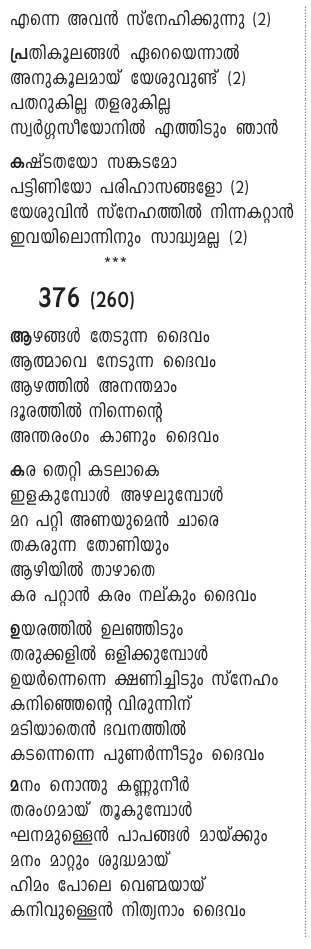 എന്നെ അവൻ സ്നേഹിക്കുന്നു (2)
പ്രതികൂലങ്ങൾ ഏറെയെന്നാൽ
അനുകൂലമായ് യേശുവുണ്ട് (2)
പതറുകില്ല തളരുകില്ല
സ്വർഗ്ഗസീയോനിൽ എത്തിടും ഞാൻ
കഷ്ടതയോ സങ്കടമോ
പട്ടിണിയോ പരിഹാസങ്ങളോ (2)
യേശുവിൻ സ്നേഹത്തിൽ നിന്നകറ്റാൻ
ഇവയിലൊന്നിനും സാദ്ധ്യമല്ല (2)
***
376 (260)
ആഴങ്ങൾ തേടുന്ന ദൈവം
ആത്മാവെ നേടുന്ന ദൈവം
ആഴത്തിൽ അനന്തമാം
ദൂരത്തിൽ നിന്നെന്റെ
അന്തരംഗം കാണും ദൈവം
കര തെറ്റി കടലാകെ
ഇളകുമ്പോൾ അഴലുമ്പോൾ
മറ പറ്റി അണയുമെൻ ചാരെ
തകരുന്ന തോണിയും
ആഴിയിൽ താഴാതെ
കര പറ്റാൻ കരം നല്കും ദൈവം
ഉയരത്തിൽ ഉലഞ്ഞിടും
തരുക്കളിൽ ഒളിക്കുമ്പോൾ
ഉയർന്നെന്നെ ക്ഷണിച്ചിടും സ്നേഹം
കനിഞ്ഞെന്റെ വിരുന്നിന്
മടിയാതെൻ ഭവനത്തിൽ
കടന്നെന്നെ പുണർന്നീടും ദൈവം
മനം നൊന്തു കണ്ണുനീർ
തരംഗമായ് തൂകുമ്പോൾ
ഘനമുള്ളെൻ പാപങ്ങൾ മായ്ക്കും
മനം മാറ്റും ശുദ്ധമായ്
ഹിമം പോലെ വെണ്മയായ്
കനിവുള്ളെൻ നിത്യനാം ദൈവം